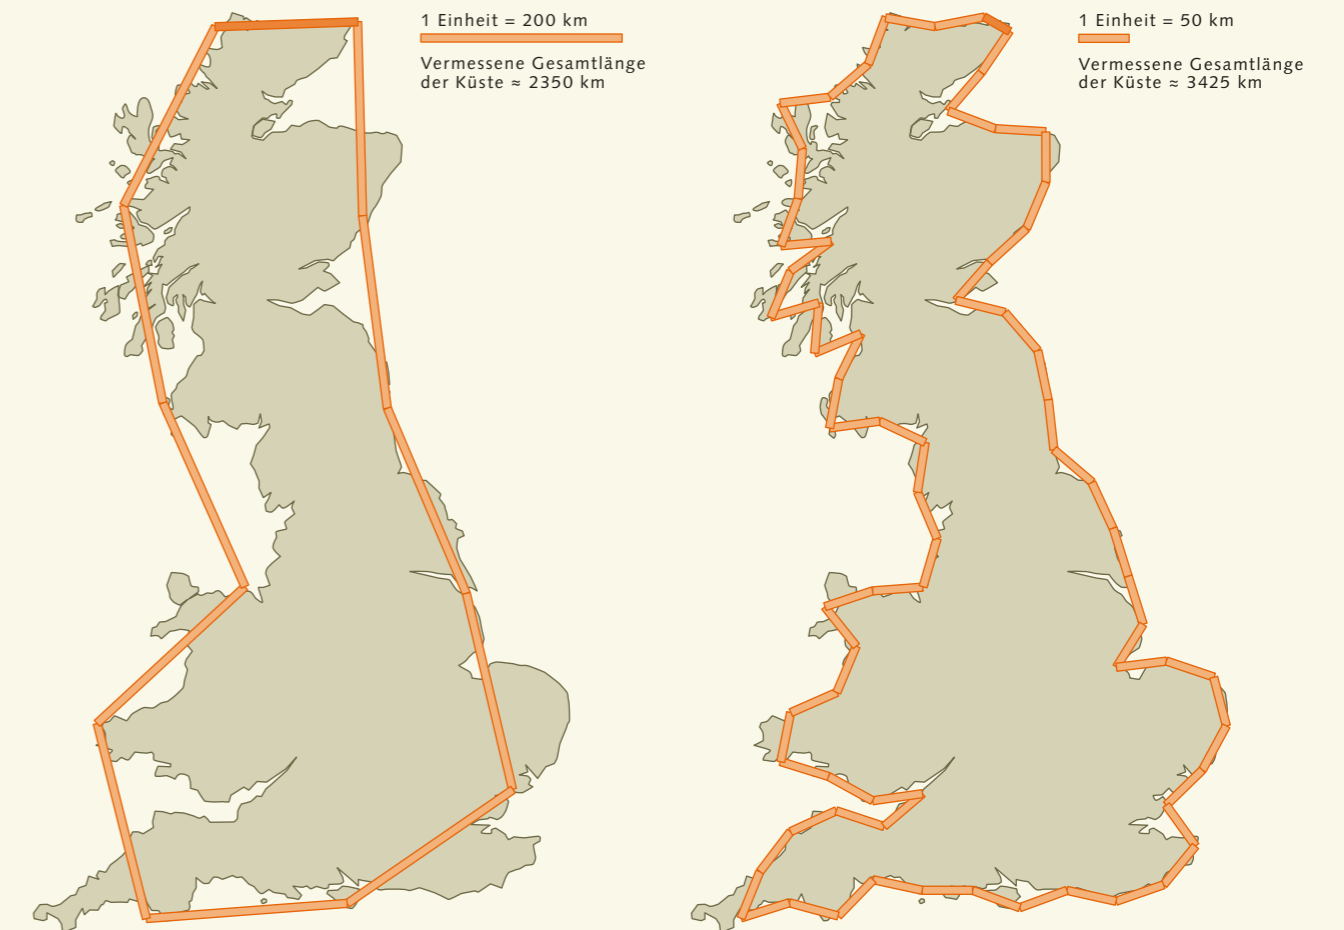 1 Einheit = 200 km
Vermessene Gesamtlänge
der Küste ≈ 2350 km
1 Einheit = 50 km
Vermessene Gesamtlänge
der Küste ≈ 3425 km